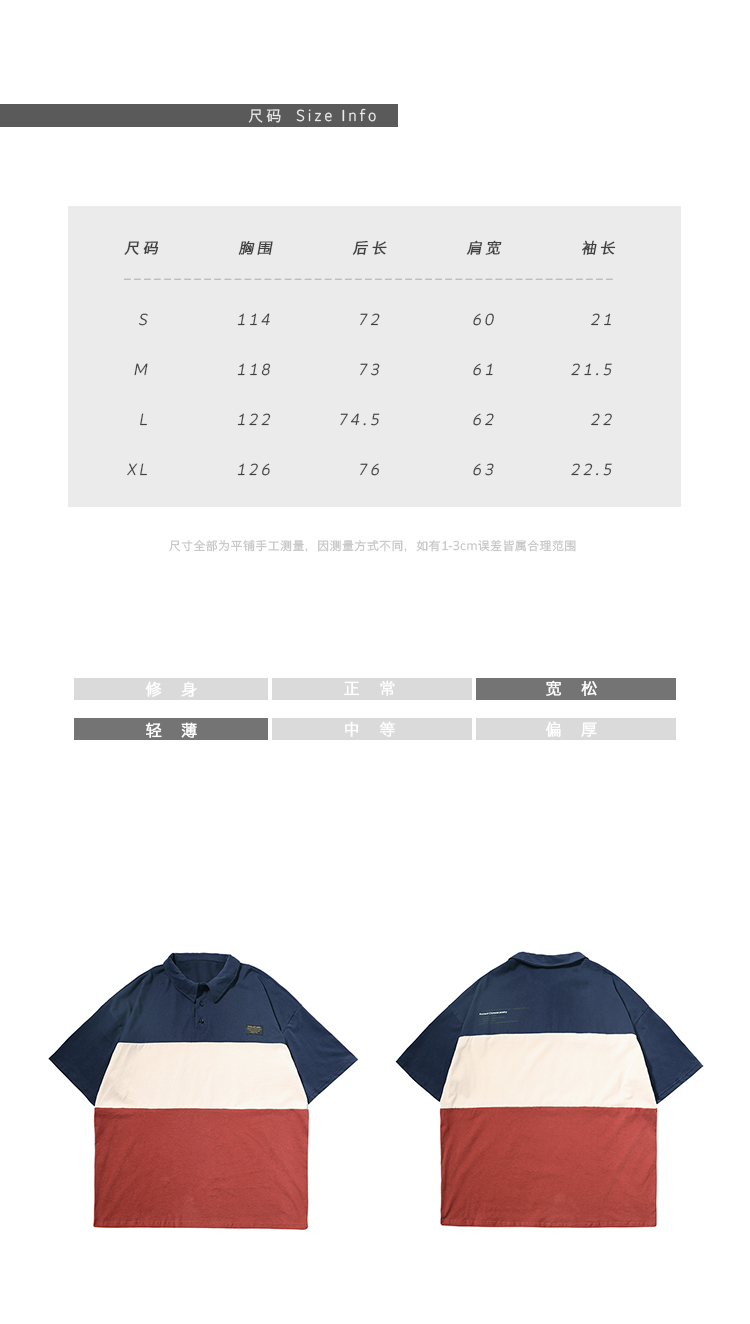 尺码 Size Info
尺码 胸围 后长 肩宽 袖长
S 114 72 60 21
M 118 73 61 21.5
L 122 74.5 62 22
XL 126 76 63 22.5
尺寸全部为平铺手工测量，因测量方式不同，如有1-3cm误差皆属合理范围
修 身 正 常 宽 松
轻 薄 中 等 偏 厚